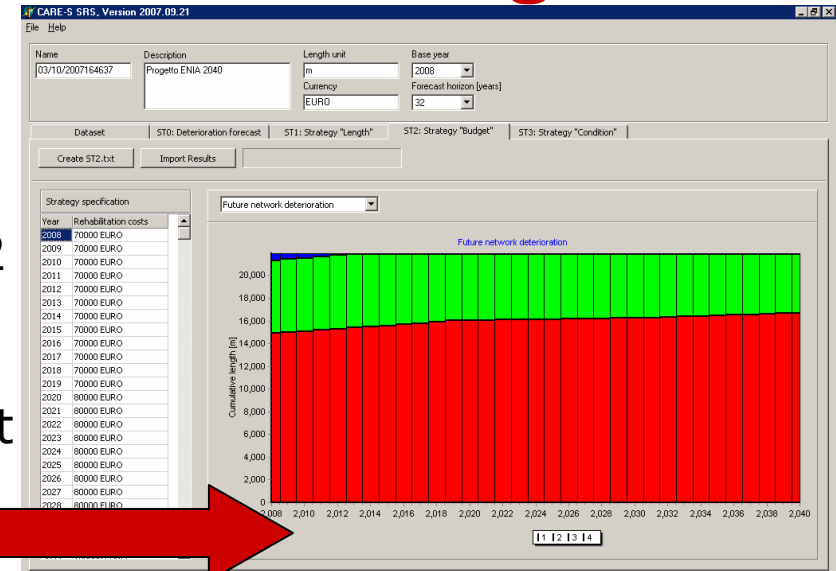 CARE-S SRS, Version 2007.09.21
File Help
Name Description Length unit Base year
03/10/2007164637 Progetto ENIA 2040 m 2008
Currency Forecast horizon [years]
EURO 32
Dataset ST0: Deterioration forecast ST1: Strategy "Length" ST2: Strategy "Budget" ST3: Strategy "Condition"
Create ST2.txt Import Results
Strategy specification
Future network deterioration
Year Rehabilitation costs
2008 70000 EURO
2009 70000 EURO
2010 70000 EURO
2011 70000 EURO
2012 70000 EURO
2013 70000 EURO
2014 70000 EURO
2015 70000 EURO
2016 70000 EURO
2017 70000 EURO
2018 70000 EURO
2019 70000 EURO
2020 80000 EURO
2021 80000 EURO
2022 80000 EURO
2023 80000 EURO
2024 80000 EURO
2025 80000 EURO
2026 80000 EURO
2027 80000 EURO
2028 80000 EURO
Future network deterioration
Cumulative length [m]
20,000
18,000
16,000
14,000
12,000
10,000
8,000
6,000
4,000
2,000
0
2,008 2,010 2,012 2,014 2,016 2,018 2,020 2,022 2,024 2,026 2,028 2,030 2,032 2,034 2,036 2,038 2,040
1 2 3 4
2
t